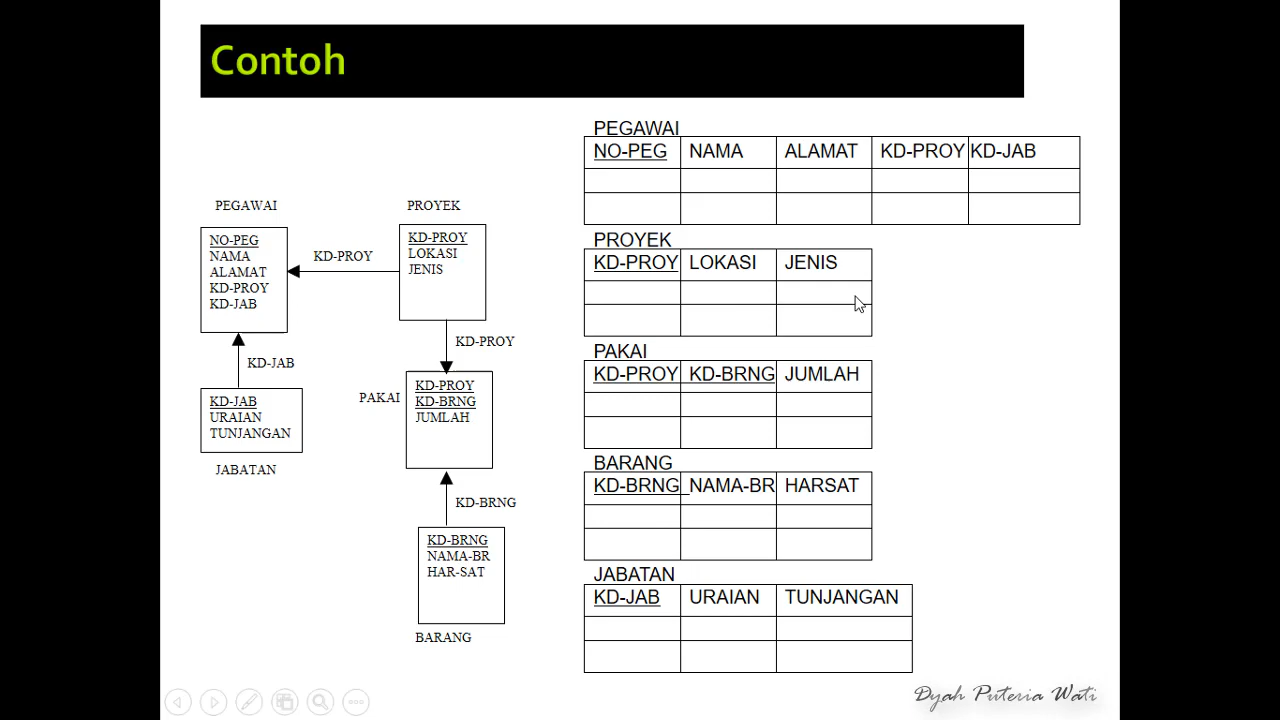 Contoh
PEGAWAI
NO-PEG
NAMA
ALAMAT
KD-PROY
KD-JAB
KD-PROY
PROYEK
KD-PROY
LOKASI
JENIS
KD-JAB
KD-PROY
KD-JAB
URAIAN
TUNJANGAN
JABATAN
PAKAI
KD-PROY
KD-BRNG
JUMLAH
KD-BRNG
KD-BRNG
NAMA-BR
HAR-SAT
BARANG
PEGAWAI
NO-PEG NAMA ALAMAT KD-PROY KD-JAB
PROYEK
KD-PROY LOKASI JENIS
PAKAI
KD-PROY KD-BRNG JUMLAH
BARANG
KD-BRNG NAMA-BR HARSAT
JABATAN
KD-JAB URAIAN TUNJANGAN
Dyah Puteria Wati